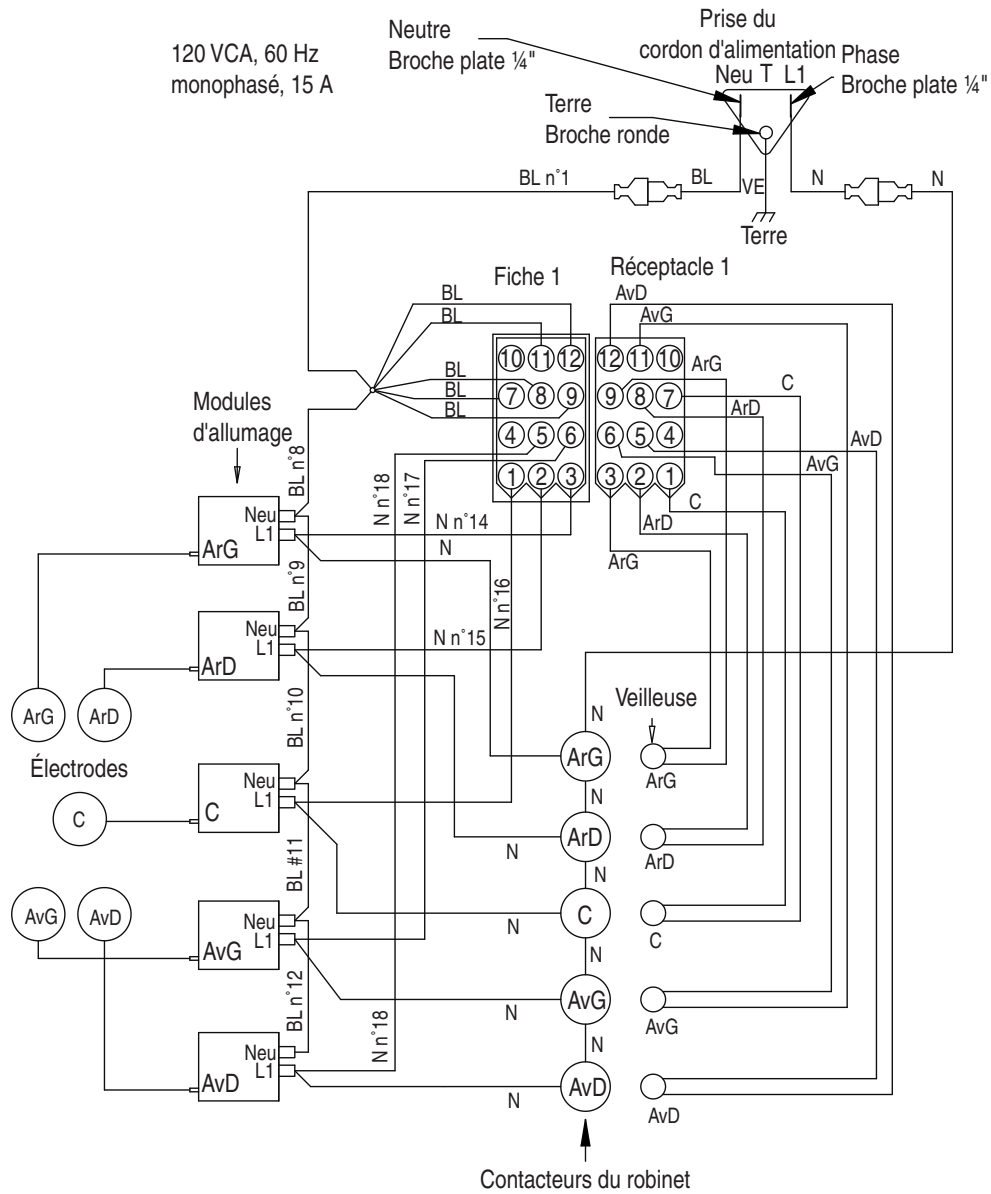 120 VCA, 60 Hz
monophasé, 15 A
Neutre
Broche plate ¼"
Prise du
cordon d'alimentation
Neu T L1
Phase
Broche plate ¼"
Terre
Broche ronde
BL n°1
BL
VE
N
N
Terre
Fiche 1
Réceptacle 1
BL
BL
BL
BL
BL
AvD
AvG
ArG
C
ArD
AvD
AvG
C
ArD
ArG
10 11 12
7 8 9
4 5 6
1 2 3
12 11 10
9 8 7
6 5 4
3 2 1
Modules
d'allumage
BL n°8
N n°18
N n°17
N n°14
N
N n°16
N n°15
Neu
L1
ArG
BL n°9
Neu
L1
ArD
BL n°10
Neu
L1
C
BL #11
Neu
L1
AvG
BL n°12
N n°18
Neu
L1
AvD
ArG
ArD
Électrodes
C
AvG
AvD
N
Veilleuse
ArG
ArG
N
ArD
ArD
N
N
C
C
N
N
AvG
AvG
N
N
AvD
AvD
N
Contacteurs du robinet